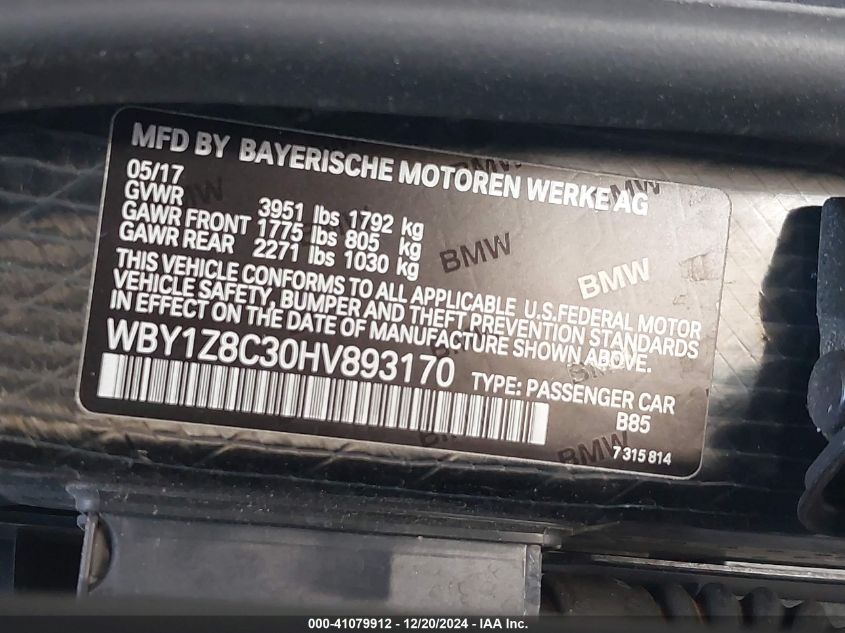 MFD BY BAYERISCHE MOTOREN WERKE AG
05/17
GVWR 3951 lbs 1792 kg
GAWR FRONT 1775 lbs 805 kg
GAWR REAR 2271 lbs 1030 kg
THIS VEHICLE CONFORMS TO ALL APPLICABLE U.S.FEDERAL MOTOR
VEHICLE SAFETY, BUMPER AND THEFT PREVENTION STANDARDS
IN EFFECT ON THE DATE OF MANUFACTURE SHOWN ABOVE.
WBY1Z8C30HV893170 TYPE: PASSENGER CAR
B85
7 315 814
BMW
BMW
BMW
BMW
BMW
000-41079912 - 12/20/2024 - IAA Inc.